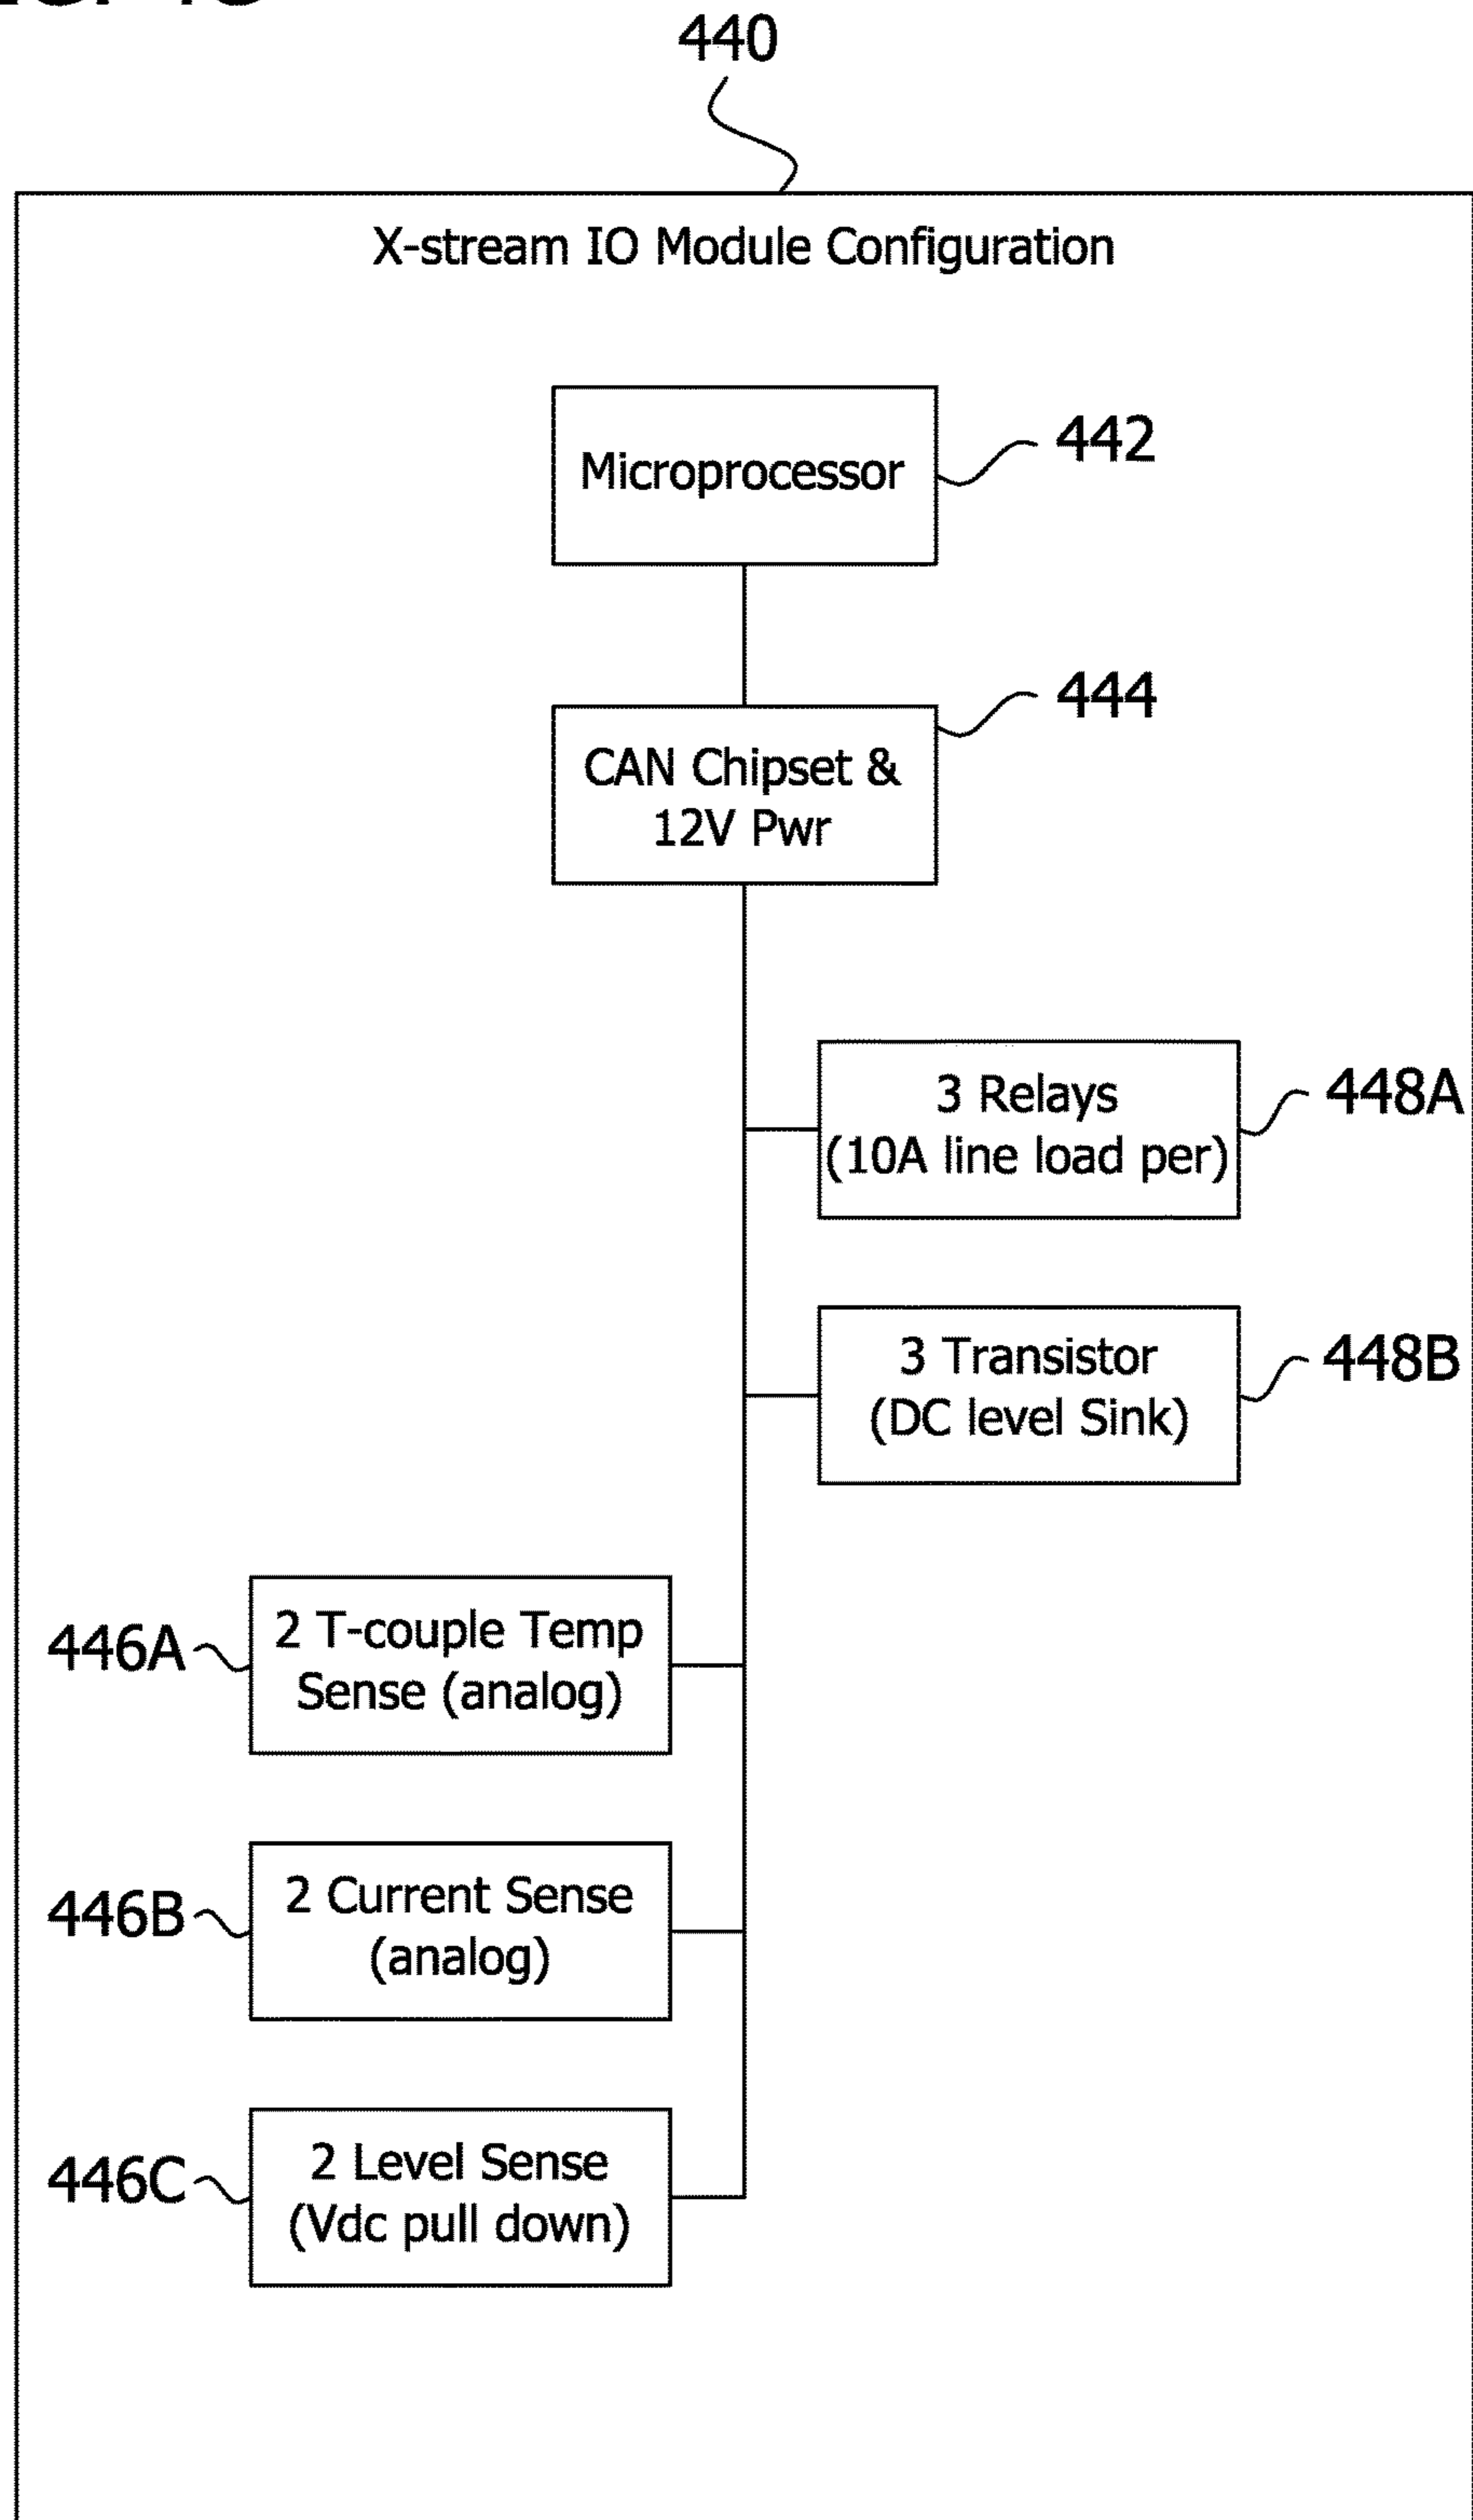 440
X-stream IO Module Configuration
Microprocessor
442
CAN Chipset &
12V Pwr
444
3 Relays
(10A line load per)
448A
3 Transistor
(DC level Sink)
448B
446A
2 T-couple Temp
Sense (analog)
446B
2 Current Sense
(analog)
446C
2 Level Sense
(Vdc pull down)